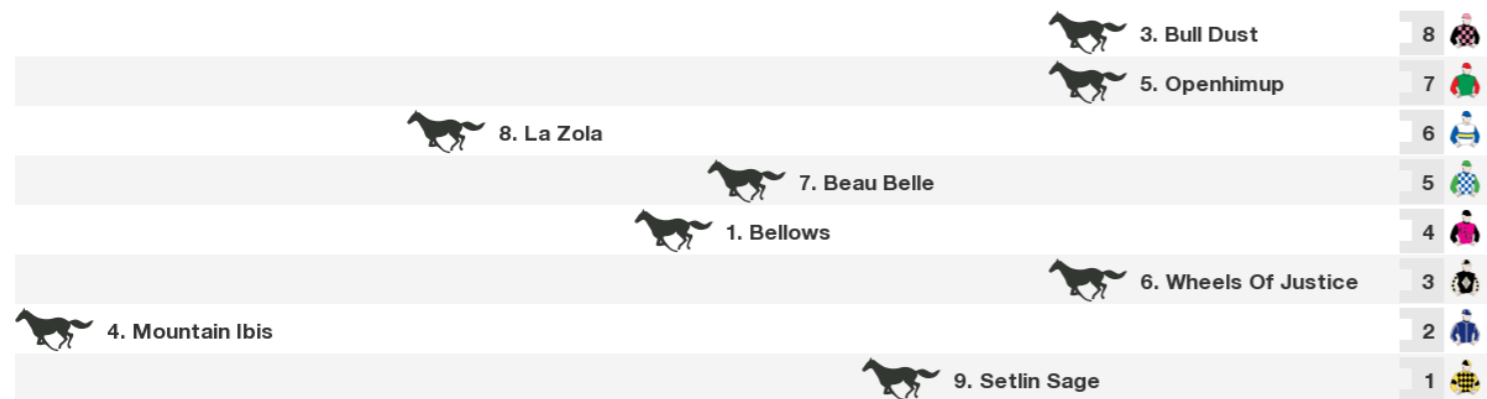 3. Bull Dust 8
5. Openhimup 7
8. La Zola 6
7. Beau Belle 5
1. Bellows 4
6. Wheels Of Justice 3
4. Mountain Ibis 2
9. Setlin Sage 1